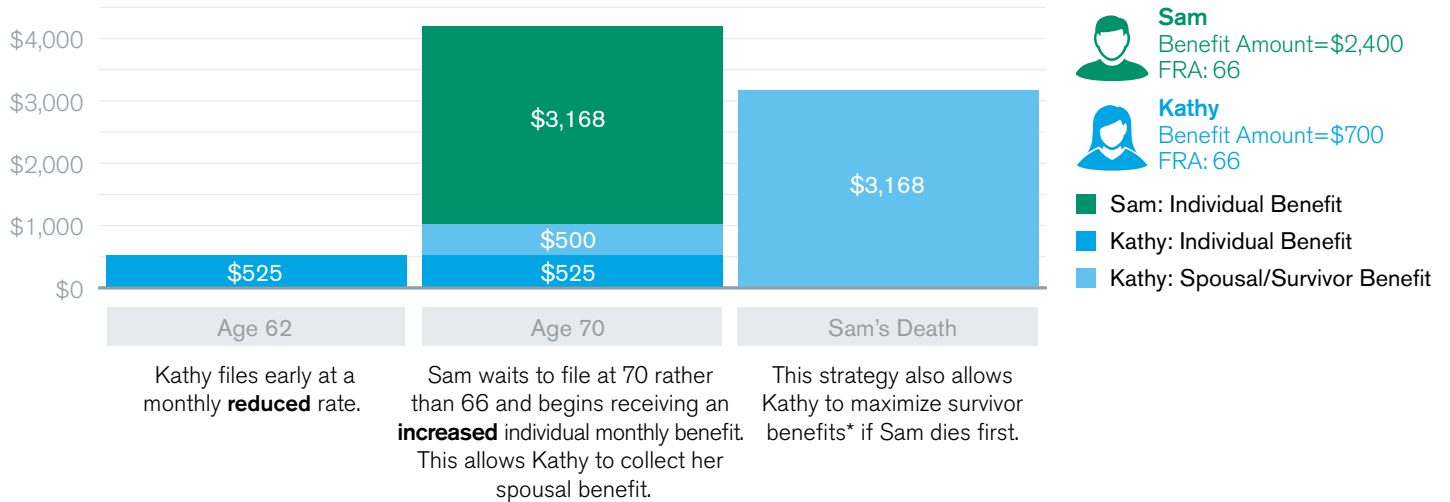 $4,000
$3,000
$2,000
$1,000
$0
$525
$3,168
$500
$525
$3,168
Age 62
Age 70
Sam's Death
Kathy files early at a
monthly reduced rate.
Sam waits to file at 70 rather
than 66 and begins receiving an
increased individual monthly benefit.
This allows Kathy to collect her
spousal benefit.
This strategy also allows
Kathy to maximize survivor
benefits* if Sam dies first.
Sam
Benefit Amount=$2,400
FRA: 66
Kathy
Benefit Amount=$700
FRA: 66
Sam: Individual Benefit
Kathy: Individual Benefit
Kathy: Spousal/Survivor Benefit